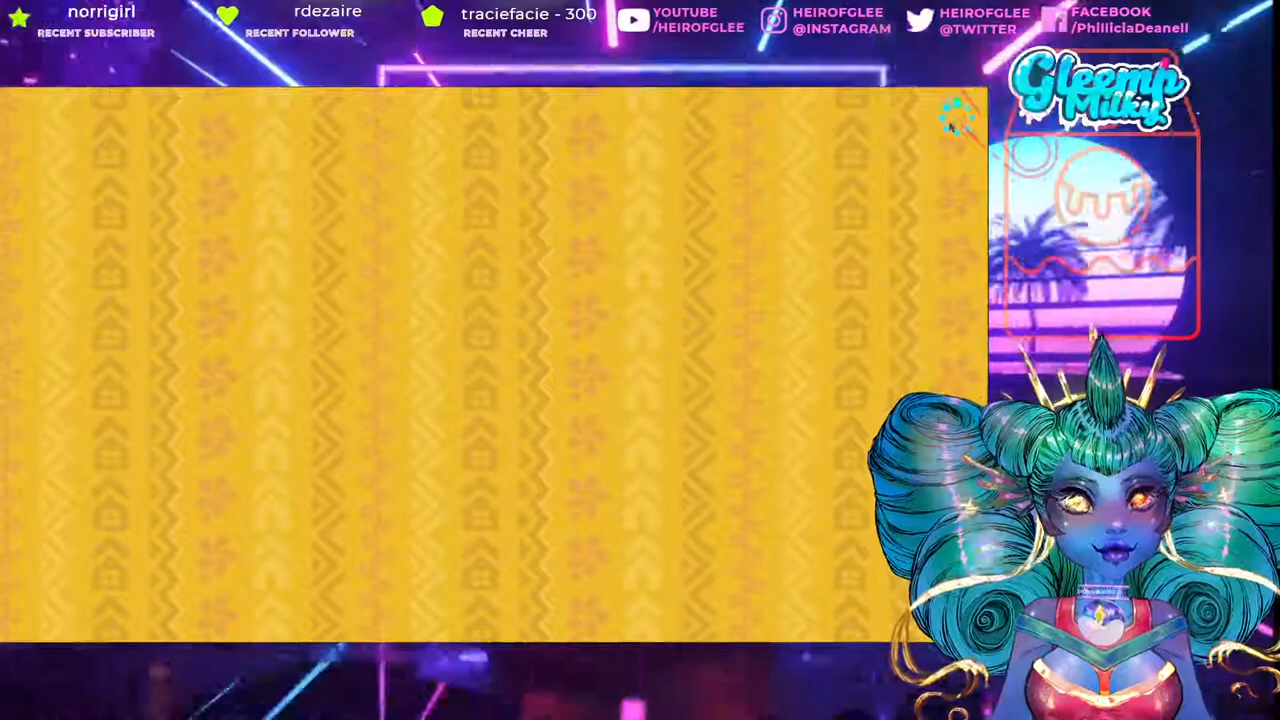 norrigirl
RECENT SUBSCRIBER
rdezaire
RECENT FOLLOWER
traciefacie - 300
RECENT CHEER
YOUTUBE
/HEIROFGLEE
HEIROFGLEE
@INSTAGRAM
HEIROFGLEE
@TWITTER
FACEBOOK
/PhilliciaDeanell
Gleemp
Milky